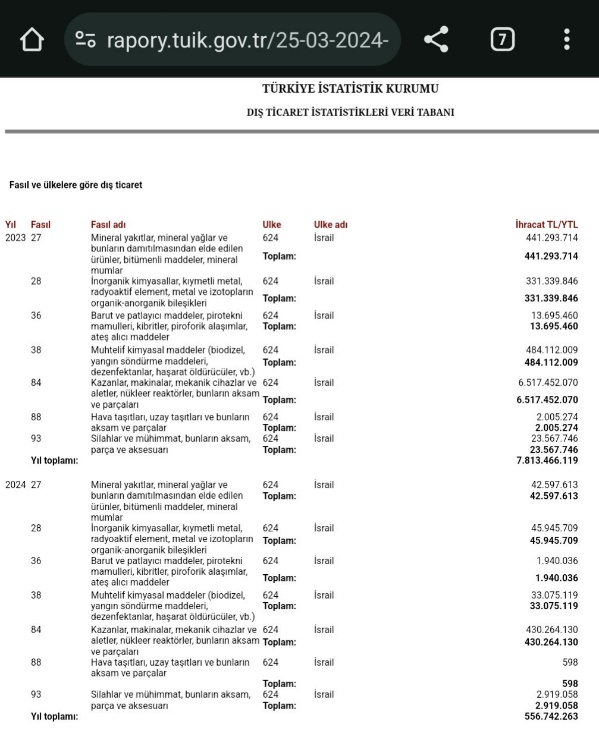 rapory.tuik.gov.tr/25-03-2024-
7
TÜRKİYE İSTATİSTİK KURUMU
DIŞ TİCARET İSTATİSTİKLERİ VERİ TABANI
Fasıl ve ülkelere göre dış ticaret
Yıl Fasıl Fasıl adı Ulke Ulke adı İhracat TL/YTL
2023 27 Mineral yakıtlar, mineral yağlar ve 624 İsrail 441.293.714
bunların damıtılmasından elde edilen
ürünler, bitümenli maddeler, mineral Toplam: 441.293.714
mumlar
28 İnorganik kimyasallar, kıymetli metal, 624 İsrail 331.339.846
radyoaktif element, metal ve izotopların
organik-anorganik bileşikleri Toplam: 331.339.846
36 Barut ve patlayıcı maddeler, pirotekni 624 İsrail 13.695.460
mamulleri, kibritler, piroforik alaşımlar, Toplam: 13.695.460
ateş alıcı maddeler
38 Muhtelif kimyasal maddeler (biodizel, 624 İsrail 484.112.009
yangın söndürme maddeleri, Toplam: 484.112.009
dezenfektanlar, haşarat öldürücüler, vb.)
84 Kazanlar, makinalar, mekanik cihazlar ve 624 İsrail 6.517.452.070
aletler, nükleer reaktörler, bunların aksam
ve parçaları Toplam: 6.517.452.070
88 Hava taşıtları, uzay taşıtları ve bunların 624 İsrail 2.005.274
aksam ve parçalar Toplam: 2.005.274
93 Silahlar ve mühimmat, bunların aksam, 624 İsrail 23.567.746
parça ve aksesuarı Toplam: 23.567.746
Yıl toplamı: 7.813.466.119
2024 27 Mineral yakıtlar, mineral yağlar ve 624 İsrail 42.597.613
bunların damıtılmasından elde edilen Toplam: 42.597.613
ürünler, bitümenli maddeler, mineral
mumlar
28 İnorganik kimyasallar, kıymetli metal, 624 İsrail 45.945.709
radyoaktif element, metal ve izotopların Toplam: 45.945.709
organik-anorganik bileşikleri
36 Barut ve patlayıcı maddeler, pirotekni 624 İsrail 1.940.036
mamulleri, kibritler, piroforik alaşımlar,
ateş alıcı maddeler Toplam: 1.940.036
38 Muhtelif kimyasal maddeler (biodizel, 624 İsrail 33.075.119
yangın söndürme maddeleri, Toplam: 33.075.119
dezenfektanlar, haşarat öldürücüler, vb.)
84 Kazanlar, makinalar, mekanik cihazlar ve 624 İsrail 430.264.130
aletler, nükleer reaktörler, bunların aksam Toplam: 430.264.130
ve parçaları
88 Hava taşıtları, uzay taşıtları ve bunların 624 İsrail 598
aksam ve parçalar
Toplam: 598
93 Silahlar ve mühimmat, bunların aksam, 624 İsrail 2.919.058
parça ve aksesuarı Toplam: 2.919.058
Yıl toplamı: 556.742.263